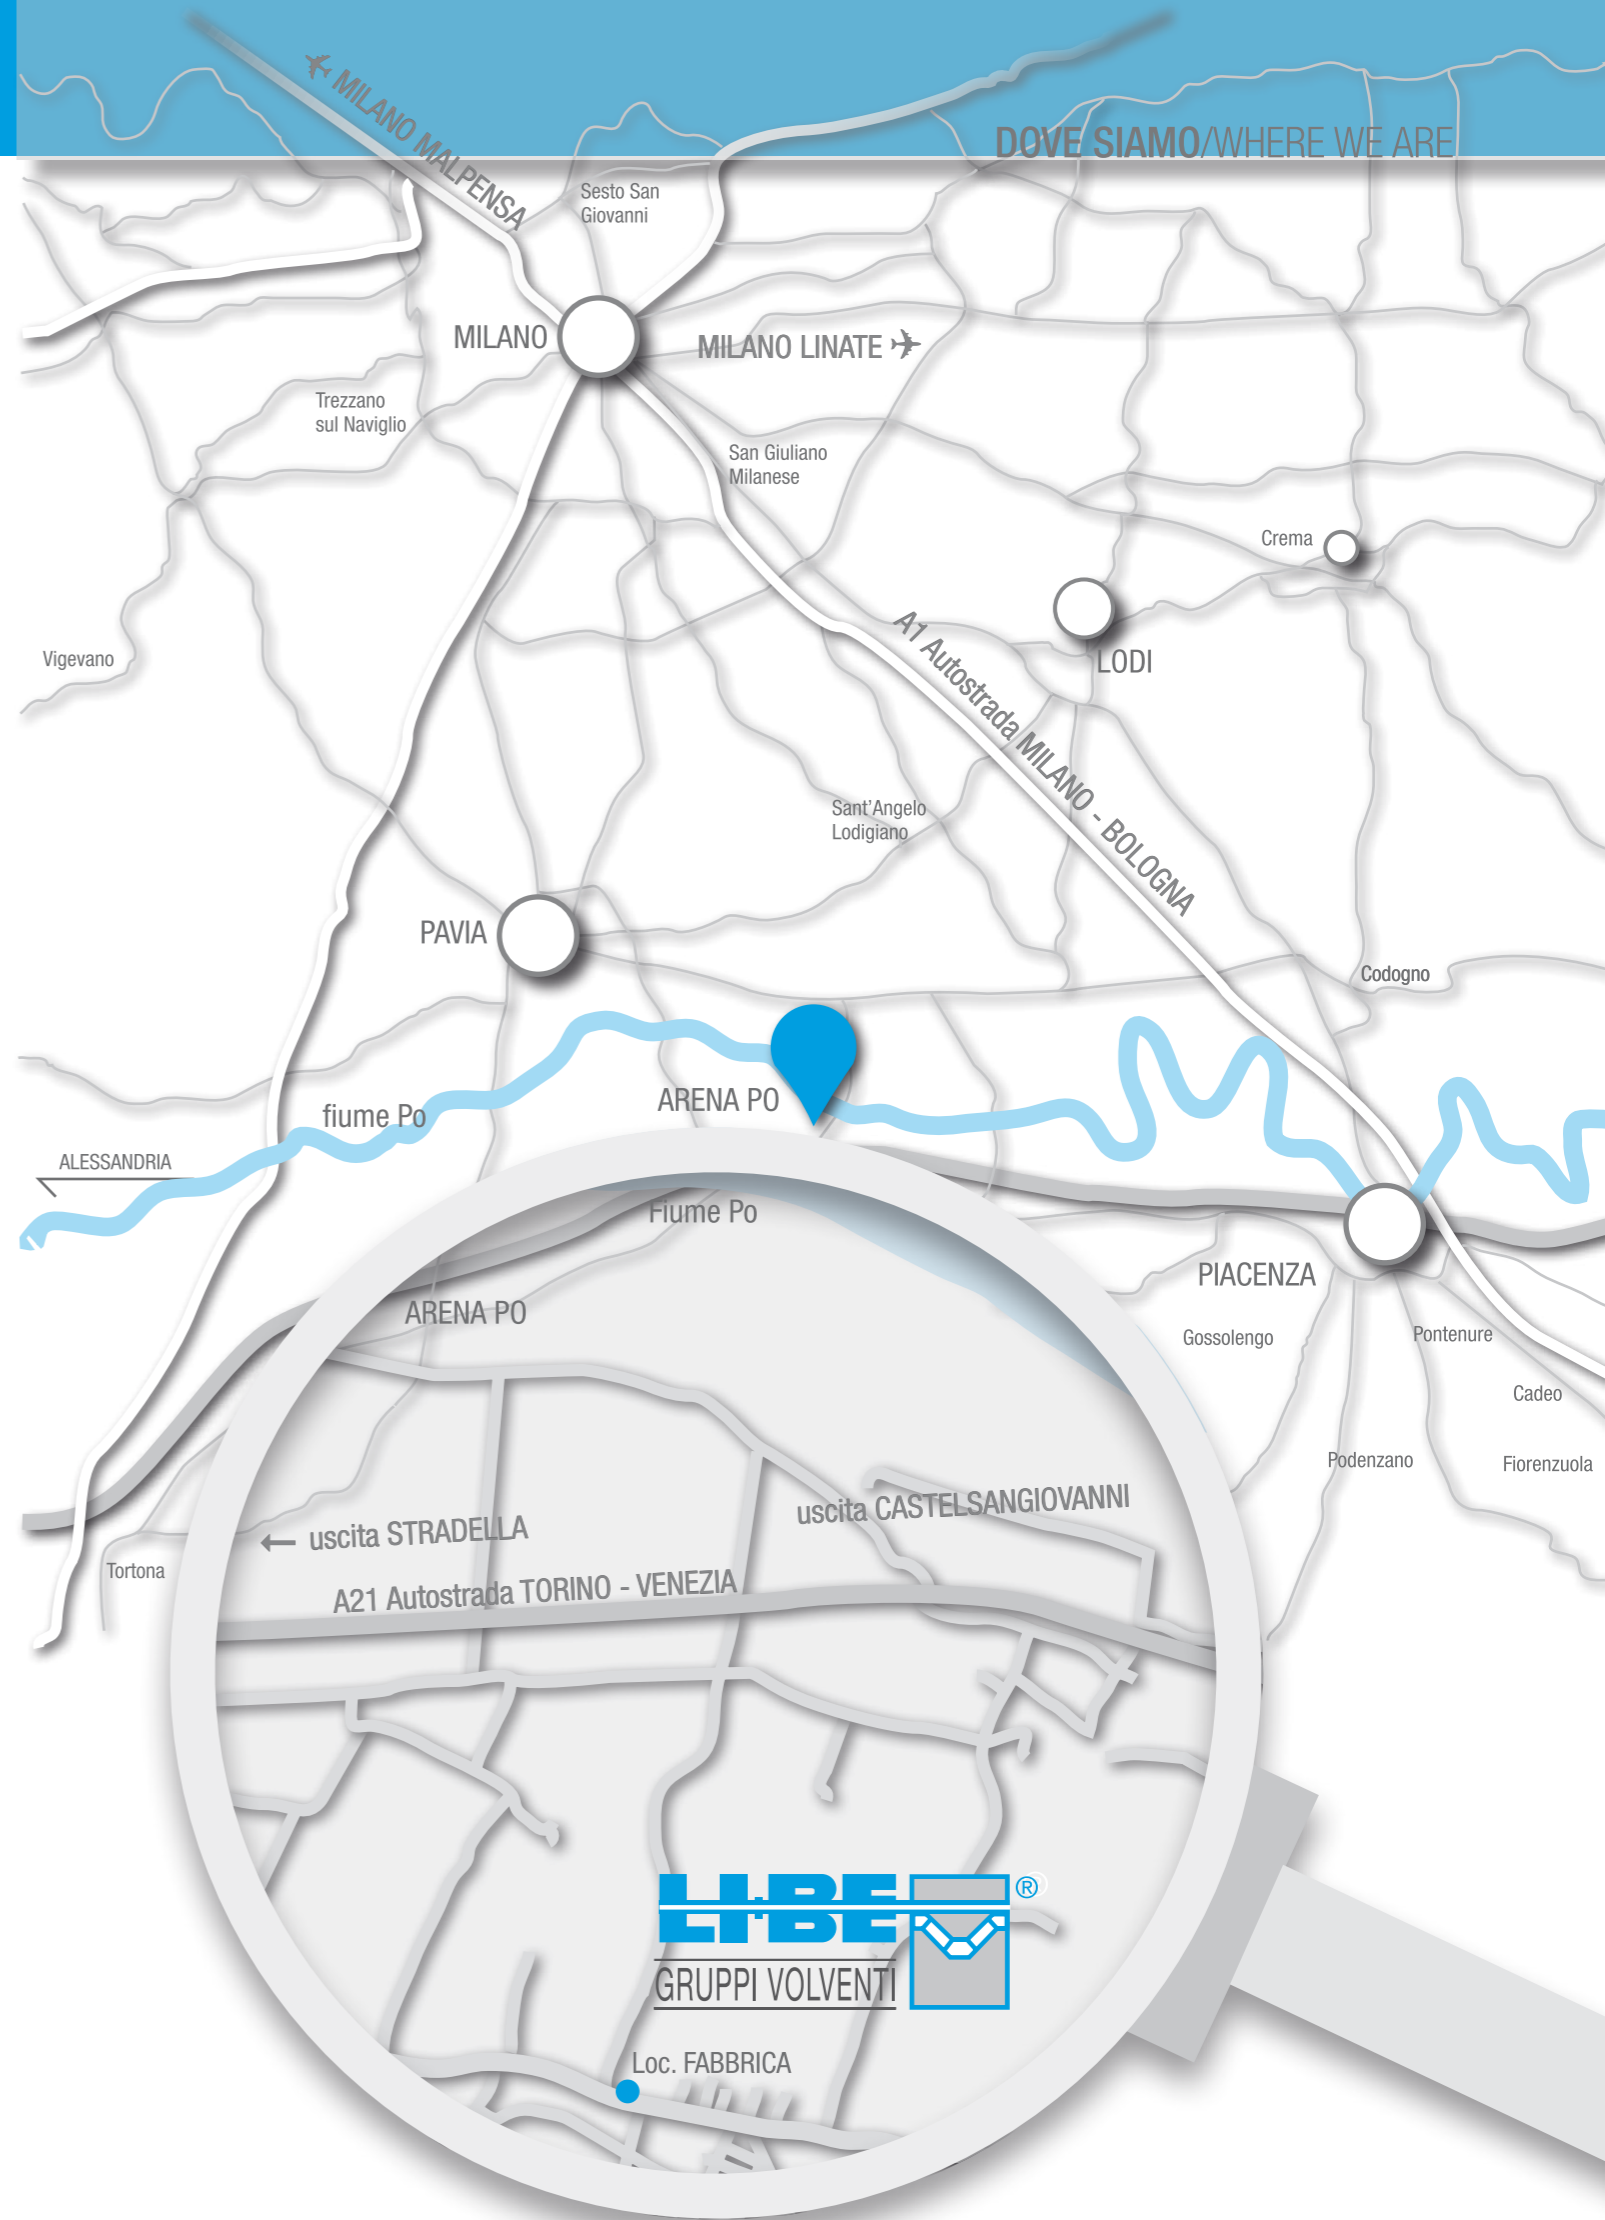 DOVE SIAMO/WHERE WE ARE
MILANO MALPENSA
Sesto San
Giovanni
MILANO
MILANO LINATE
Trezzano
sul Naviglio
San Giuliano
Milanese
Crema
LODI
Vigevano
A1 Autostrada MILANO - BOLOGNA
Sant'Angelo
Lodigiano
PAVIA
Codogno
ARENA PO
fiume Po
ALESSANDRIA
Fiume Po
PIACENZA
ARENA PO
Gossolengo
Pontenure
Cadeo
Podenzano
Fiorenzuola
uscita CASTELSANGIOVANNI
uscita STRADELLA
Tortona
A21 Autostrada TORINO - VENEZIA
LI+BE ®
GRUPPI VOLVENTI
Loc. FABBRICA